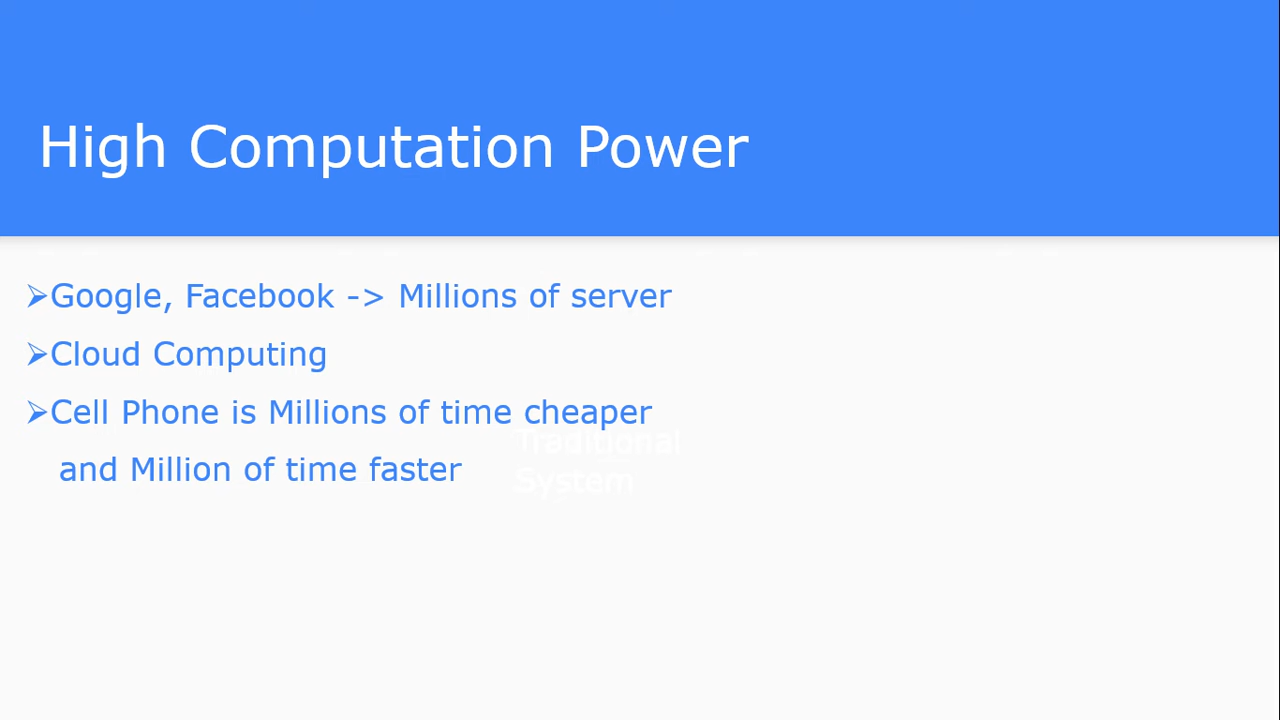 High Computation Power
➢Google, Facebook -> Millions of server
➢Cloud Computing
➢Cell Phone is Millions of time cheaper
and Million of time faster
Traditional
System